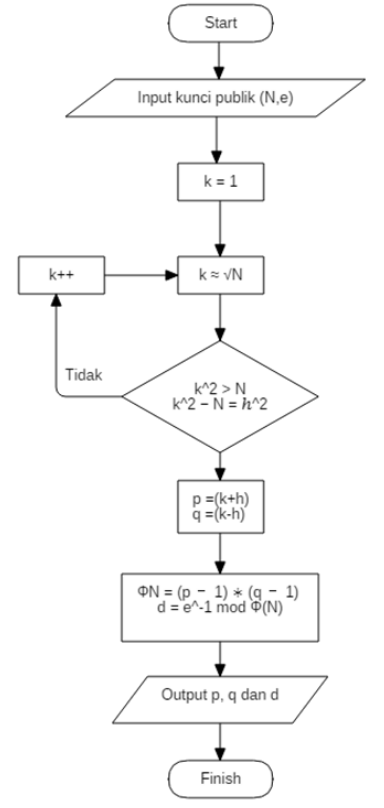 Start
Input kunci publik (N,e)
k = 1
k++
k ≈ √N
Tidak
k^2 > N
k^2 − N = h^2
p =(k+h)
q =(k-h)
ΦN = (p − 1) * (q − 1)
d = e^-1 mod Φ(N)
Output p, q dan d
Finish